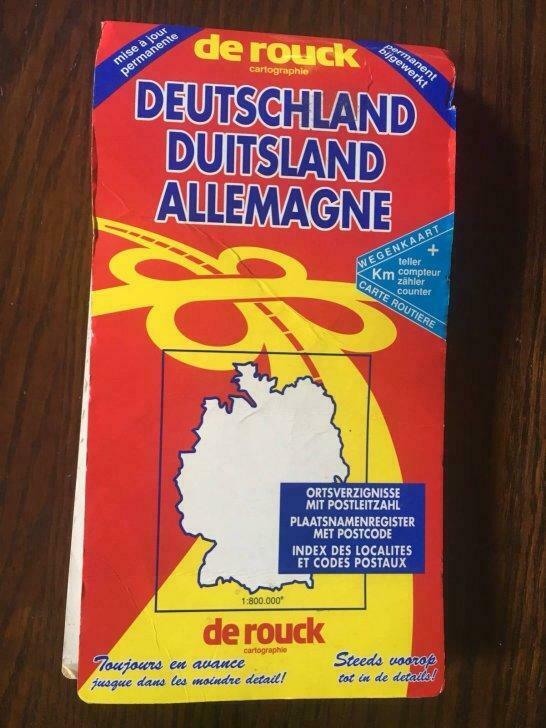 mise à jour
permanente
de rouck
cartographie
permanent
bijgewerkt
DEUTSCHLAND
DUITSLAND
ALLEMAGNE
WEGENKAART
+
Km
teller
compteur
zähler
counter
CARTE ROUTIERE
ORTSVERZIGNISSE
MIT POSTLEITZAHL
PLAATSNAMENREGISTER
MET POSTCODE
INDEX DES LOCALITES
ET CODES POSTAUX
1:800.000°
de rouck
cartographie
Toujours en avance
jusque dans les moindre detail!
Steeds voorop
tot in de details!